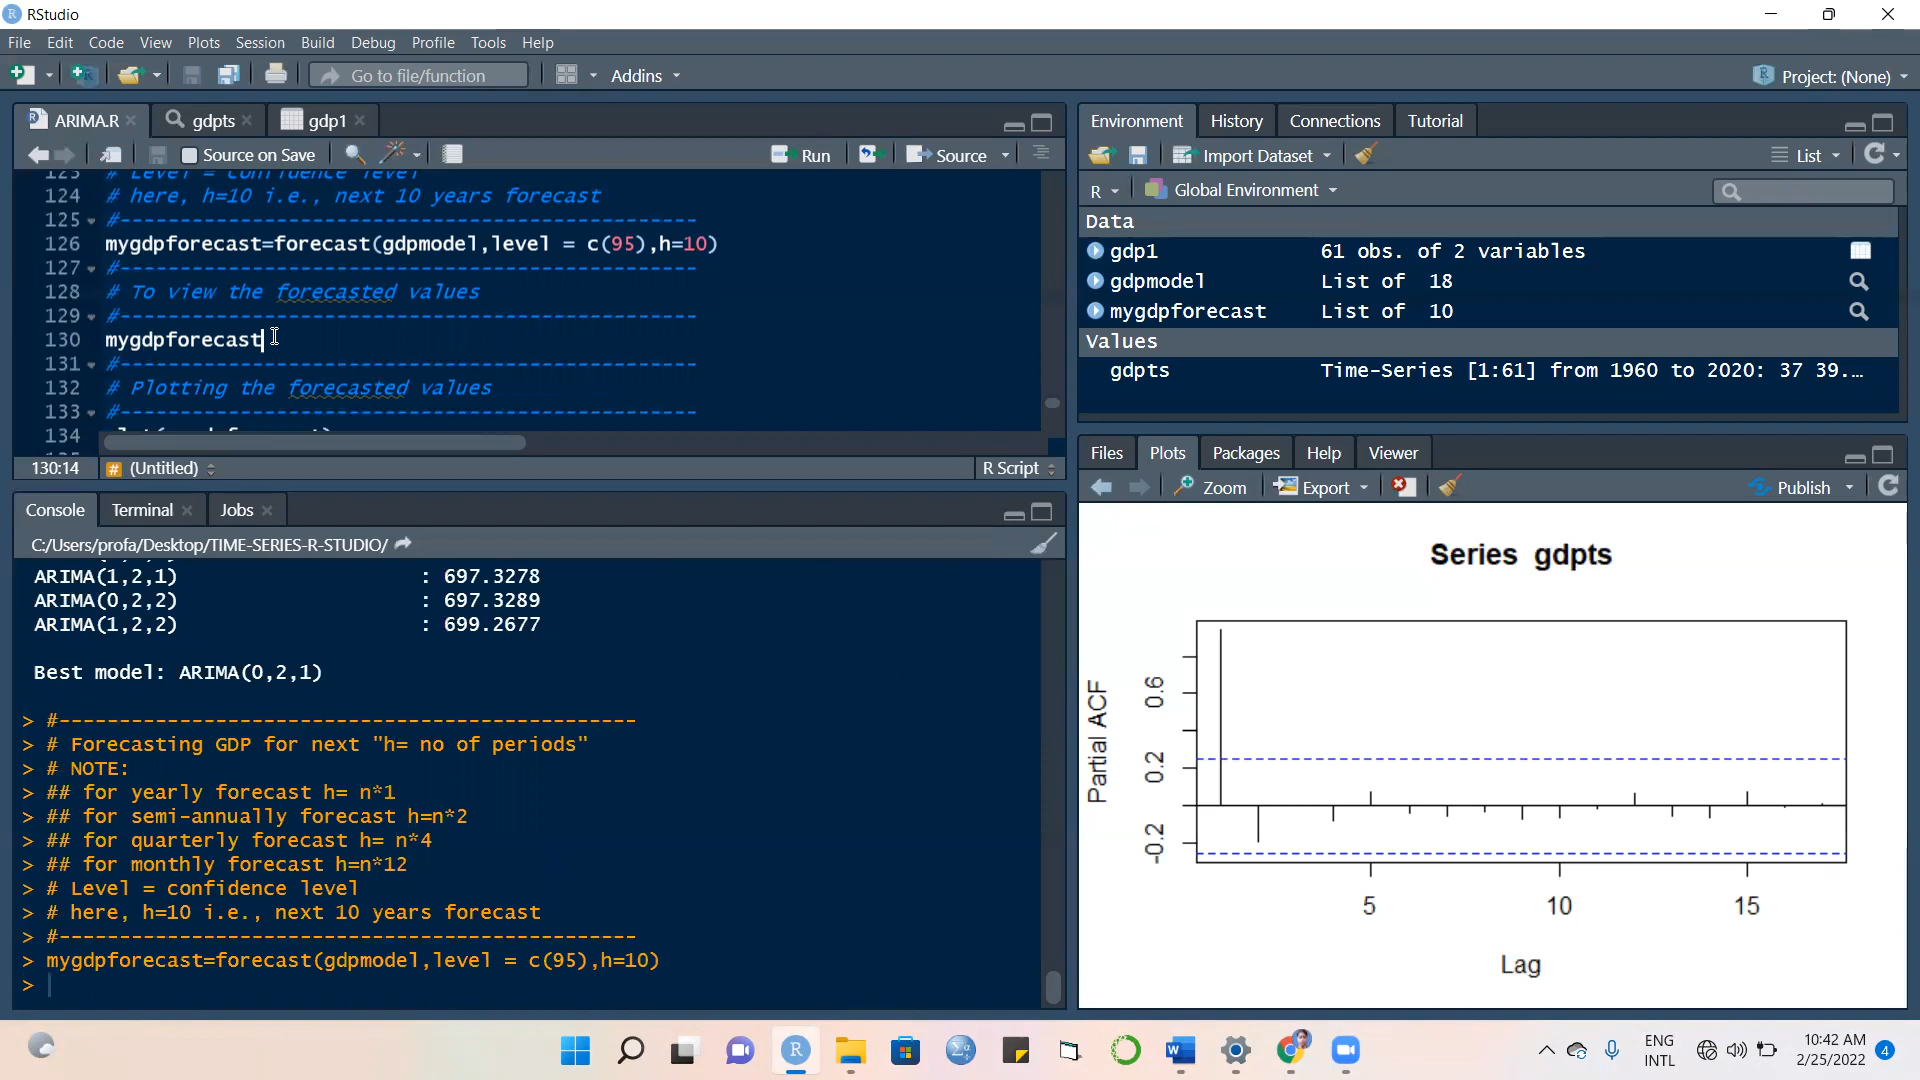 RStudio
File Edit Code View Plots Session Build Debug Profile Tools Help
Go to file/function
Addins
Project: (None)
ARIMA.R
gdpts
gdp1
Source on Save
Run
Source
123 # Level = confidence level
124 # here, h=10 i.e., next 10 years forecast
125 #-------------------------------------------------
126 mygdpforecast=forecast(gdpmodel,level = c(95),h=10)
127 #-------------------------------------------------
128 # To view the forecasted values
129 #-------------------------------------------------
130 mygdpforecast
131 #-------------------------------------------------
132 # Plotting the forecasted values
133 #-------------------------------------------------
134
130:14 # (Untitled) R Script
Console Terminal Jobs
C:/Users/profa/Desktop/TIME-SERIES-R-STUDIO/
ARIMA(1,2,1) : 697.3278
ARIMA(0,2,2) : 697.3289
ARIMA(1,2,2) : 699.2677
Best model: ARIMA(0,2,1)
> #------------------------------------------------
> # Forecasting GDP for next "h= no of periods"
> # NOTE:
> ## for yearly forecast h= n*1
> ## for semi-annually forecast h=n*2
> ## for quarterly forecast h= n*4
> ## for monthly forecast h=n*12
> # Level = confidence level
> # here, h=10 i.e., next 10 years forecast
> #------------------------------------------------
> mygdpforecast=forecast(gdpmodel,level = c(95),h=10)
>
Environment History Connections Tutorial
Import Dataset
List
R Global Environment
Data
gdp1 61 obs. of 2 variables
gdpmodel List of 18
mygdpforecast List of 10
Values
gdpts Time-Series [1:61] from 1960 to 2020: 37 39.…
Files Plots Packages Help Viewer
Zoom Export Publish
Series gdpts
Partial ACF
0.6
0.2
-0.2
5 10 15
Lag
ENG
INTL
10:42 AM
2/25/2022
4